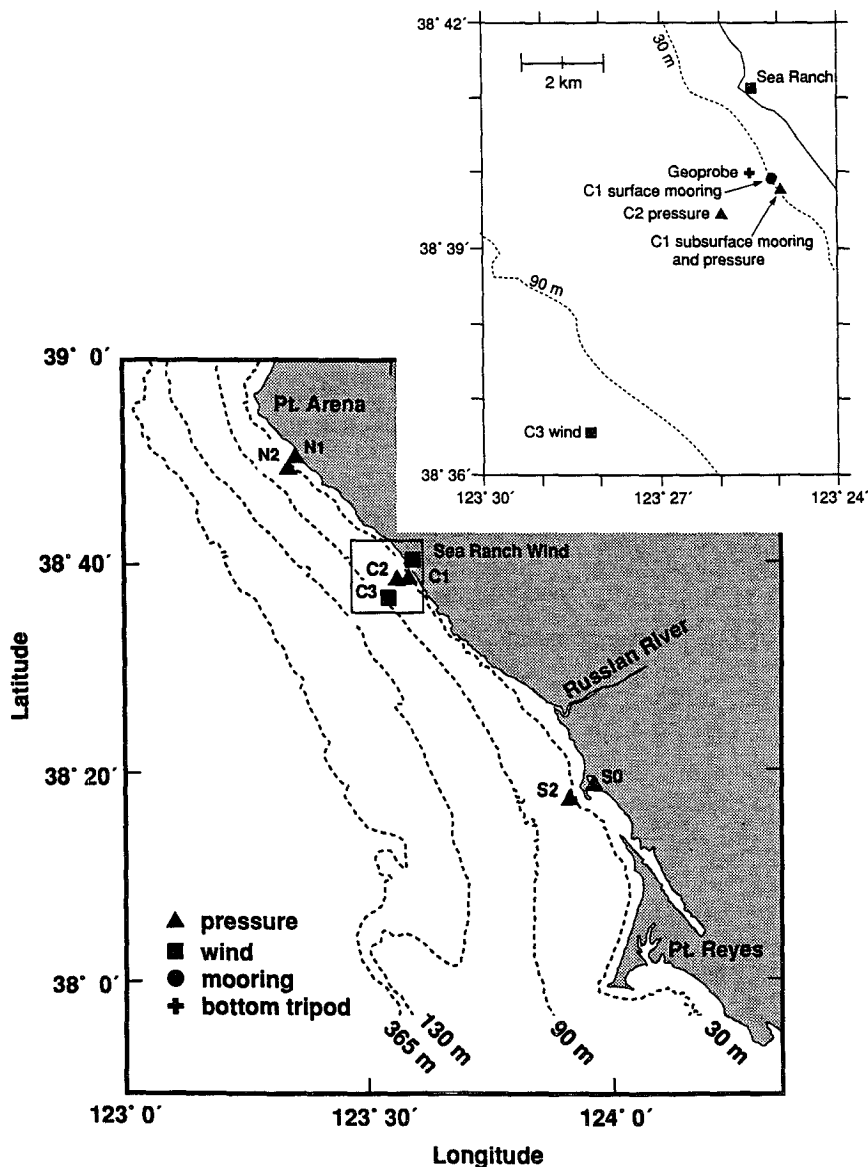 38° 42´
30 m
2 km
Sea Ranch
Geoprobe
C1 surface mooring
C2 pressure
C1 subsurface mooring
and pressure
38° 39´
90 m
C3 wind
38° 36´
123° 30´
123° 27´
123° 24´
39° 0´
Pt. Arena
N2
N1
Sea Ranch Wind
38° 40´
C2
C1
C3
Russian River
Latitude
38° 20´
S2
S0
pressure
wind
mooring
bottom tripod
Pt. Reyes
38° 0´
365 m
130 m
90 m
30 m
123° 0´
123° 30´
124° 0´
Longitude